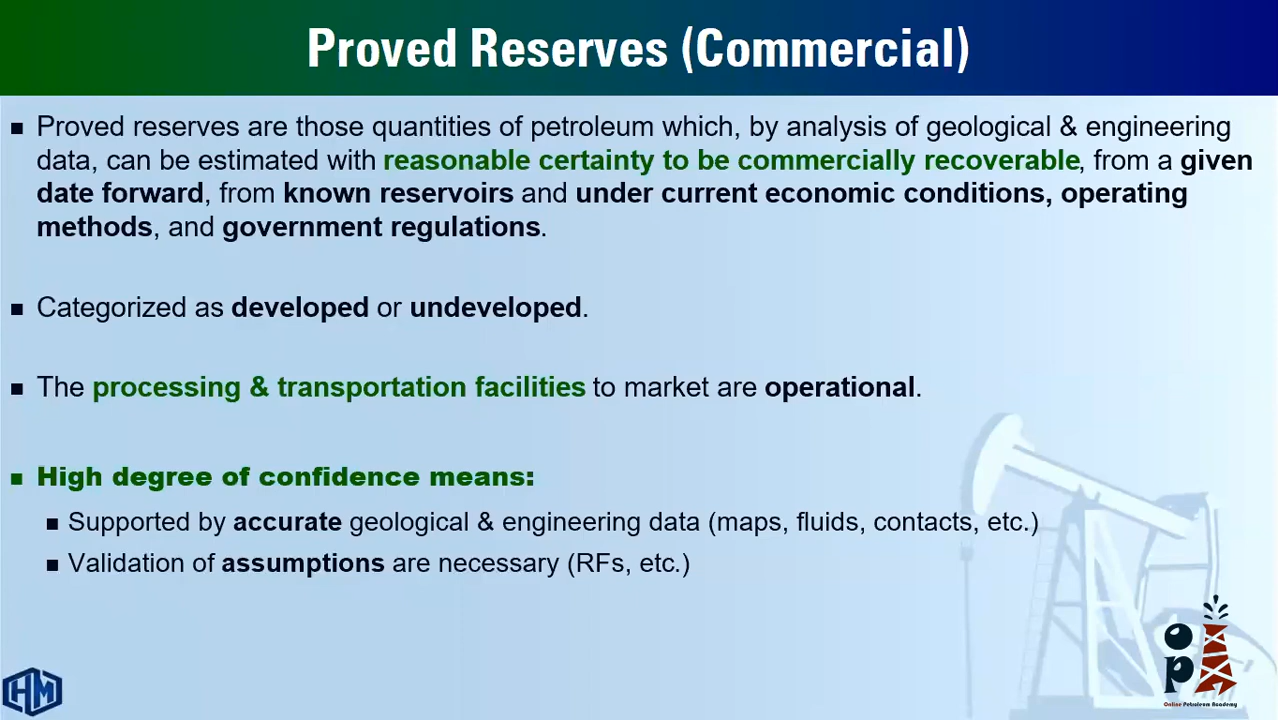 Proved Reserves (Commercial)
▪ Proved reserves are those quantities of petroleum which, by analysis of geological & engineering
data, can be estimated with reasonable certainty to be commercially recoverable, from a given
date forward, from known reservoirs and under current economic conditions, operating
methods, and government regulations.
▪ Categorized as developed or undeveloped.
▪ The processing & transportation facilities to market are operational.
▪ High degree of confidence means:
▪ Supported by accurate geological & engineering data (maps, fluids, contacts, etc.)
▪ Validation of assumptions are necessary (RFs, etc.)
HM
OP
Online Petroleum Academy